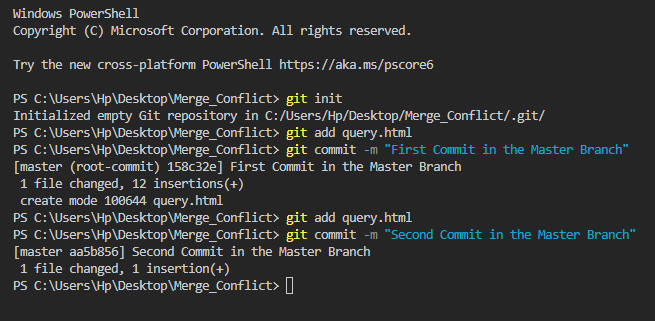 Windows PowerShell
Copyright (C) Microsoft Corporation. All rights reserved.
Try the new cross-platform PowerShell https://aka.ms/pscore6
PS C:\Users\Hp\Desktop\Merge_Conflict> git init
Initialized empty Git repository in C:/Users/Hp/Desktop/Merge_Conflict/.git/
PS C:\Users\Hp\Desktop\Merge_Conflict> git add query.html
PS C:\Users\Hp\Desktop\Merge_Conflict> git commit -m "First Commit in the Master Branch"
[master (root-commit) 158c32e] First Commit in the Master Branch
1 file changed, 12 insertions(+)
create mode 100644 query.html
PS C:\Users\Hp\Desktop\Merge_Conflict> git add query.html
PS C:\Users\Hp\Desktop\Merge_Conflict> git commit -m "Second Commit in the Master Branch"
[master aa5b856] Second Commit in the Master Branch
1 file changed, 1 insertion(+)
PS C:\Users\Hp\Desktop\Merge_Conflict>